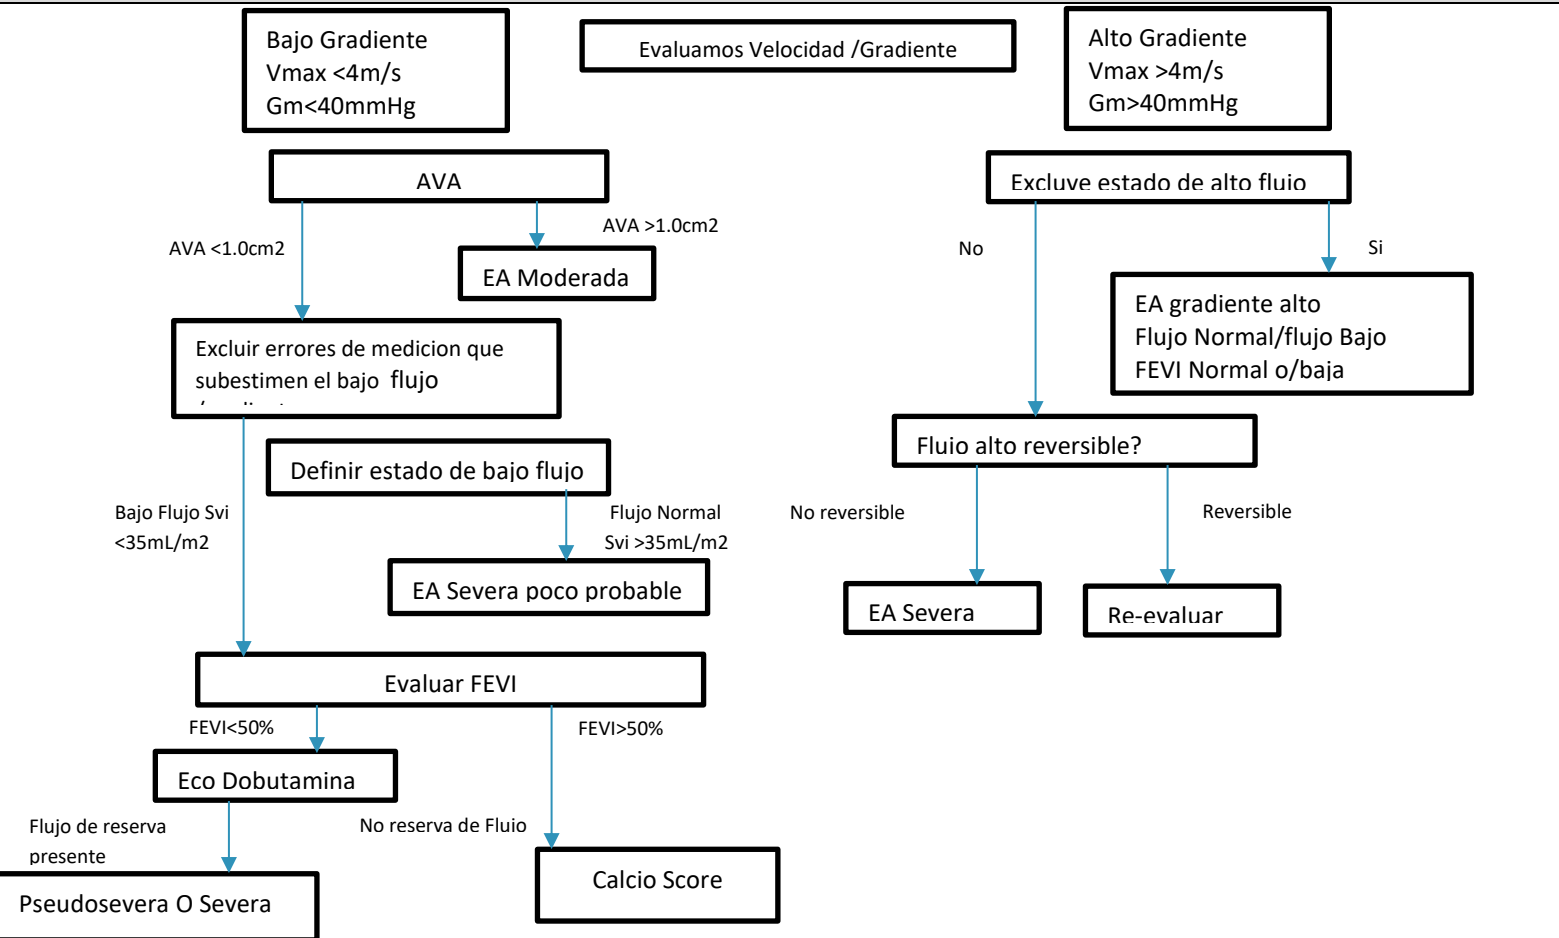 Bajo Gradiente
Vmax <4m/s
Gm<40mmHg
Evaluamos Velocidad /Gradiente
Alto Gradiente
Vmax >4m/s
Gm>40mmHg
AVA
Excluye estado de alto flujo
AVA <1.0cm2
AVA >1.0cm2
EA Moderada
No
Si
EA gradiente alto
Flujo Normal/flujo Bajo
FEVI Normal o/baja
Excluir errores de medicion que
subestimen el bajo flujo
Flujo alto reversible?
Definir estado de bajo flujo
Bajo Flujo Svi
<35mL/m2
Flujo Normal
Svi >35mL/m2
No reversible
Reversible
EA Severa poco probable
EA Severa
Re-evaluar
Evaluar FEVI
FEVI<50%
FEVI>50%
Eco Dobutamina
Flujo de reserva
presente
No reserva de Flujo
Calcio Score
Pseudosevera O Severa